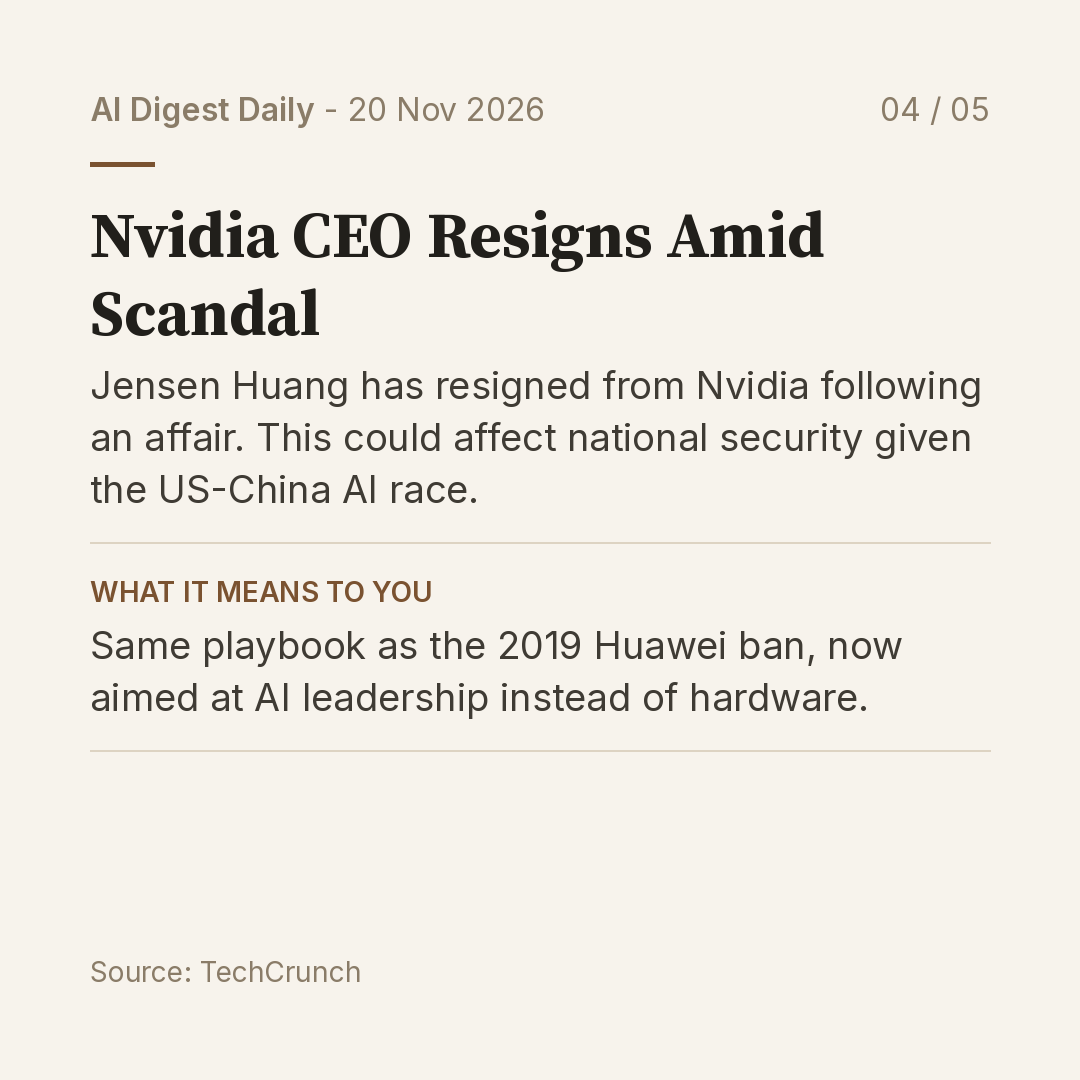 AI Digest Daily - 20 Nov 2026
04 / 05
Nvidia CEO Resigns Amid
Scandal
Jensen Huang has resigned from Nvidia following
an affair. This could affect national security given
the US-China AI race.
WHAT IT MEANS TO YOU
Same playbook as the 2019 Huawei ban, now
aimed at AI leadership instead of hardware.
Source: TechCrunch